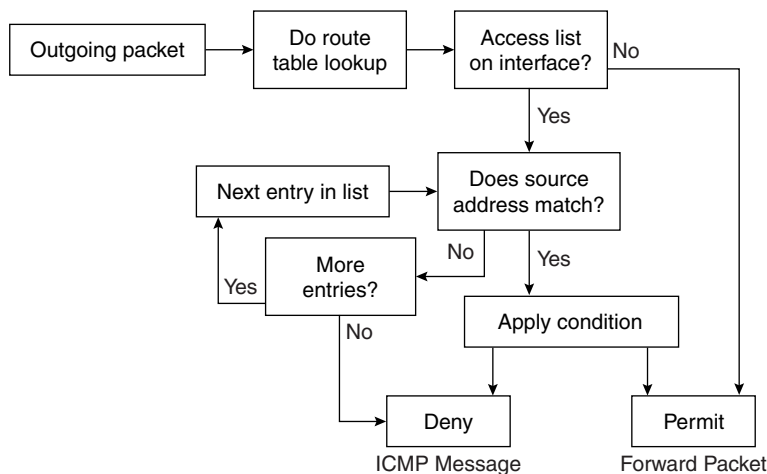 Outgoing packet
Do route
table lookup
Access list
on interface?
No
Yes
Next entry in list
Does source
address match?
No
Yes
More
entries?
Yes
No
Apply condition
Deny
Permit
ICMP Message
Forward Packet